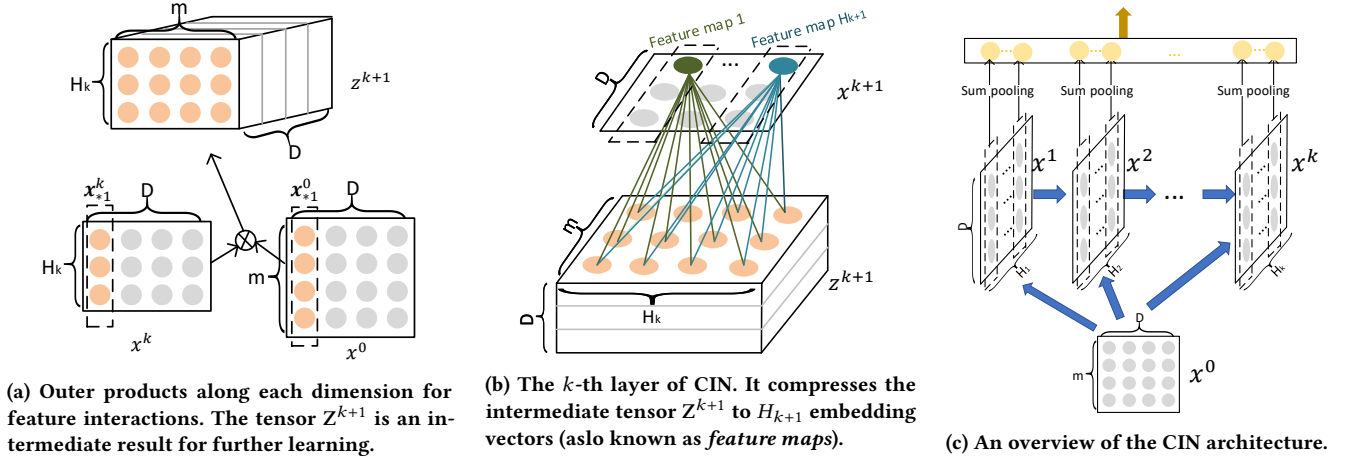 m
H_k
z^{k+1}
D
x^k_{*1}
D
x^0_{*1}
D
H_k
m
x^k
x^0
(a) Outer products along each dimension for
feature interactions. The tensor Z^{k+1} is an in-
termediate result for further learning.
Feature map 1
Feature map H_{k+1}
...
D
x^{k+1}
m
z^{k+1}
H_k
D
(b) The k-th layer of CIN. It compresses the
intermediate tensor Z^{k+1} to H_{k+1} embedding
vectors (aslo known as feature maps).
...
Sum pooling
Sum pooling
Sum pooling
x^1
x^2
x^k
...
D
H_1
H_2
H_k
D
m
x^0
(c) An overview of the CIN architecture.